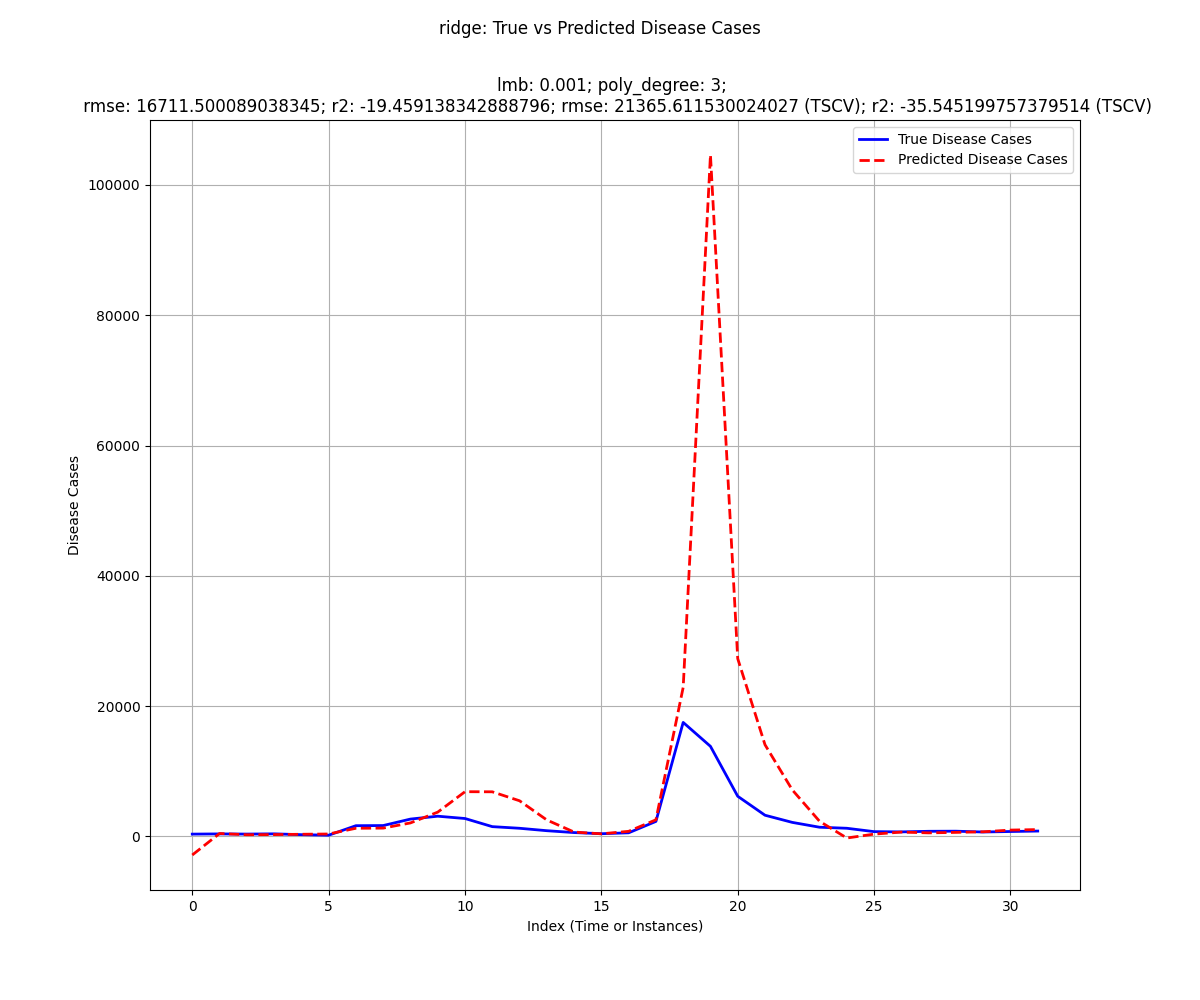 ridge: True vs Predicted Disease Cases
lmb: 0.001; poly_degree: 3;
rmse: 16711.500089038345; r2: -19.459138342888796; rmse: 21365.611530024027 (TSCV); r2: -35.545199757379514 (TSCV)
True Disease Cases
Predicted Disease Cases
100000
80000
60000
40000
20000
0
Disease Cases
0 5 10 15 20 25 30
Index (Time or Instances)